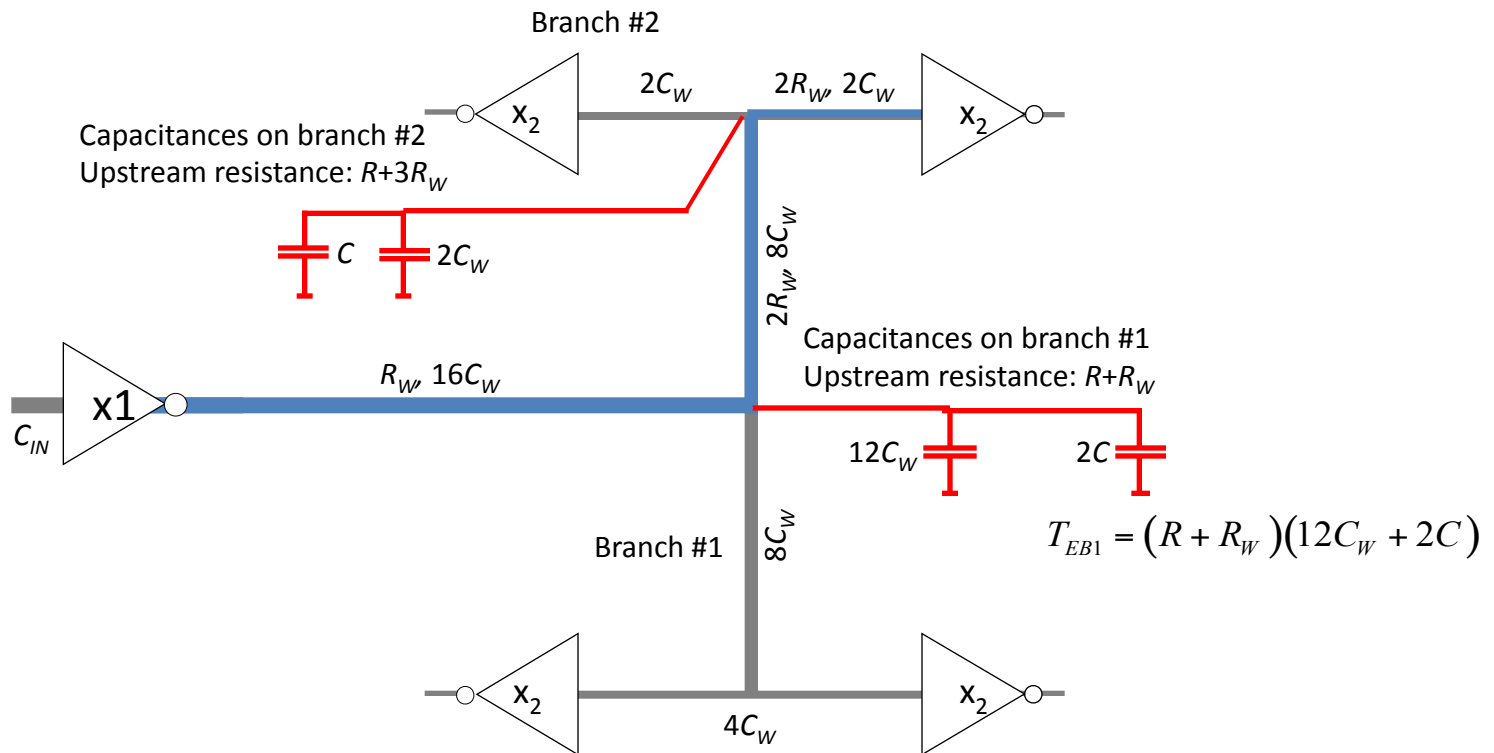 Branch #2
2C_W
2R_W, 2C_W
x_2
x_2
Capacitances on branch #2
Upstream resistance: R+3R_W
C
2C_W
2R_W, 8C_W
Capacitances on branch #1
Upstream resistance: R+R_W
R_W, 16C_W
x1
C_IN
12C_W
2C
T_{EB1} = (R + R_W)(12C_W + 2C)
Branch #1
8C_W
x_2
x_2
4C_W